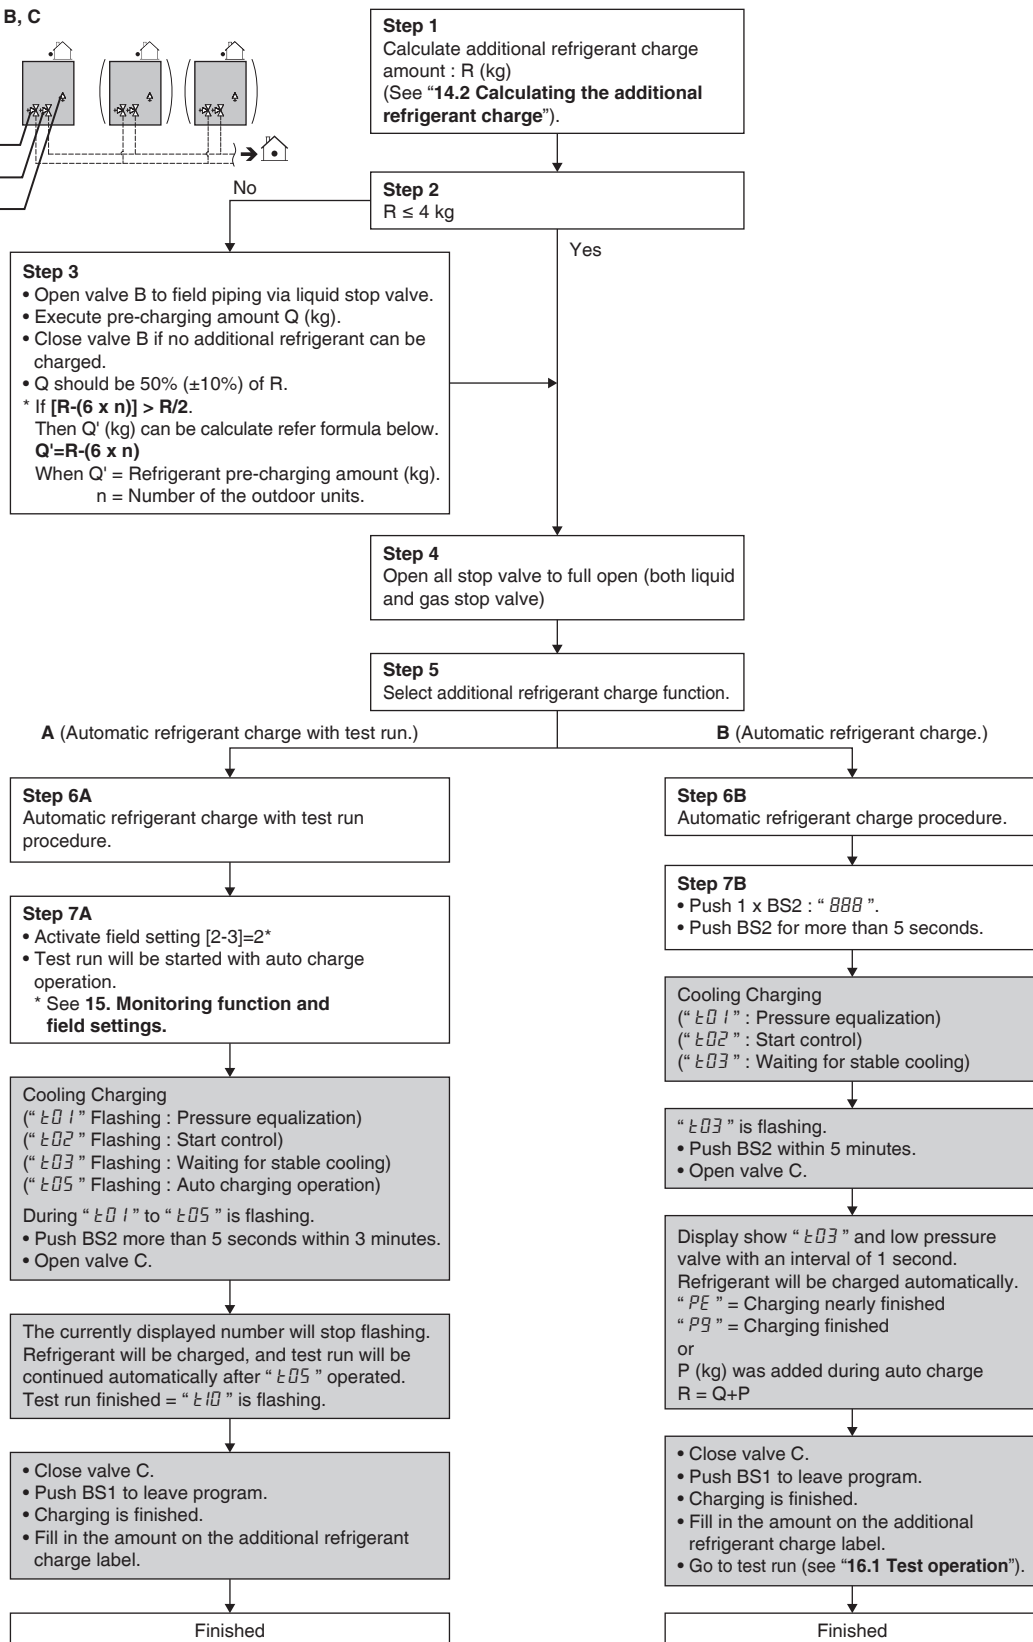 B, C
Step 1
Calculate additional refrigerant charge
amount : R (kg)
(See “14.2 Calculating the additional
refrigerant charge”).
No
Step 2
R ≤ 4 kg
Yes
Step 3
• Open valve B to field piping via liquid stop valve.
• Execute pre-charging amount Q (kg).
• Close valve B if no additional refrigerant can be
charged.
• Q should be 50% (±10%) of R.
* If [R-(6 x n)] > R/2.
Then Q' (kg) can be calculate refer formula below.
Q'=R-(6 x n)
When Q' = Refrigerant pre-charging amount (kg).
n = Number of the outdoor units.
Step 4
Open all stop valve to full open (both liquid
and gas stop valve)
Step 5
Select additional refrigerant charge function.
A (Automatic refrigerant charge with test run.)
B (Automatic refrigerant charge.)
Step 6A
Automatic refrigerant charge with test run
procedure.
Step 7A
• Activate field setting [2-3]=2*
• Test run will be started with auto charge
operation.
* See 15. Monitoring function and
field settings.
Cooling Charging
(“ t01 ” Flashing : Pressure equalization)
(“ t02 ” Flashing : Start control)
(“ t03 ” Flashing : Waiting for stable cooling)
(“ t05 ” Flashing : Auto charging operation)
During “ t01 ” to “ t05 ” is flashing.
• Push BS2 more than 5 seconds within 3 minutes.
• Open valve C.
The currently displayed number will stop flashing.
Refrigerant will be charged, and test run will be
continued automatically after “ t05 ” operated.
Test run finished = “ t10 ” is flashing.
• Close valve C.
• Push BS1 to leave program.
• Charging is finished.
• Fill in the amount on the additional refrigerant
charge label.
Finished
Step 6B
Automatic refrigerant charge procedure.
Step 7B
• Push 1 x BS2 : “ 888 ”.
• Push BS2 for more than 5 seconds.
Cooling Charging
(“ t01 ” : Pressure equalization)
(“ t02 ” : Start control)
(“ t03 ” : Waiting for stable cooling)
“ t03 ” is flashing.
• Push BS2 within 5 minutes.
• Open valve C.
Display show “ t03 ” and low pressure
valve with an interval of 1 second.
Refrigerant will be charged automatically.
“ PE ” = Charging nearly finished
“ P9 ” = Charging finished
or
P (kg) was added during auto charge
R = Q+P
• Close valve C.
• Push BS1 to leave program.
• Charging is finished.
• Fill in the amount on the additional
refrigerant charge label.
• Go to test run (see “16.1 Test operation”).
Finished